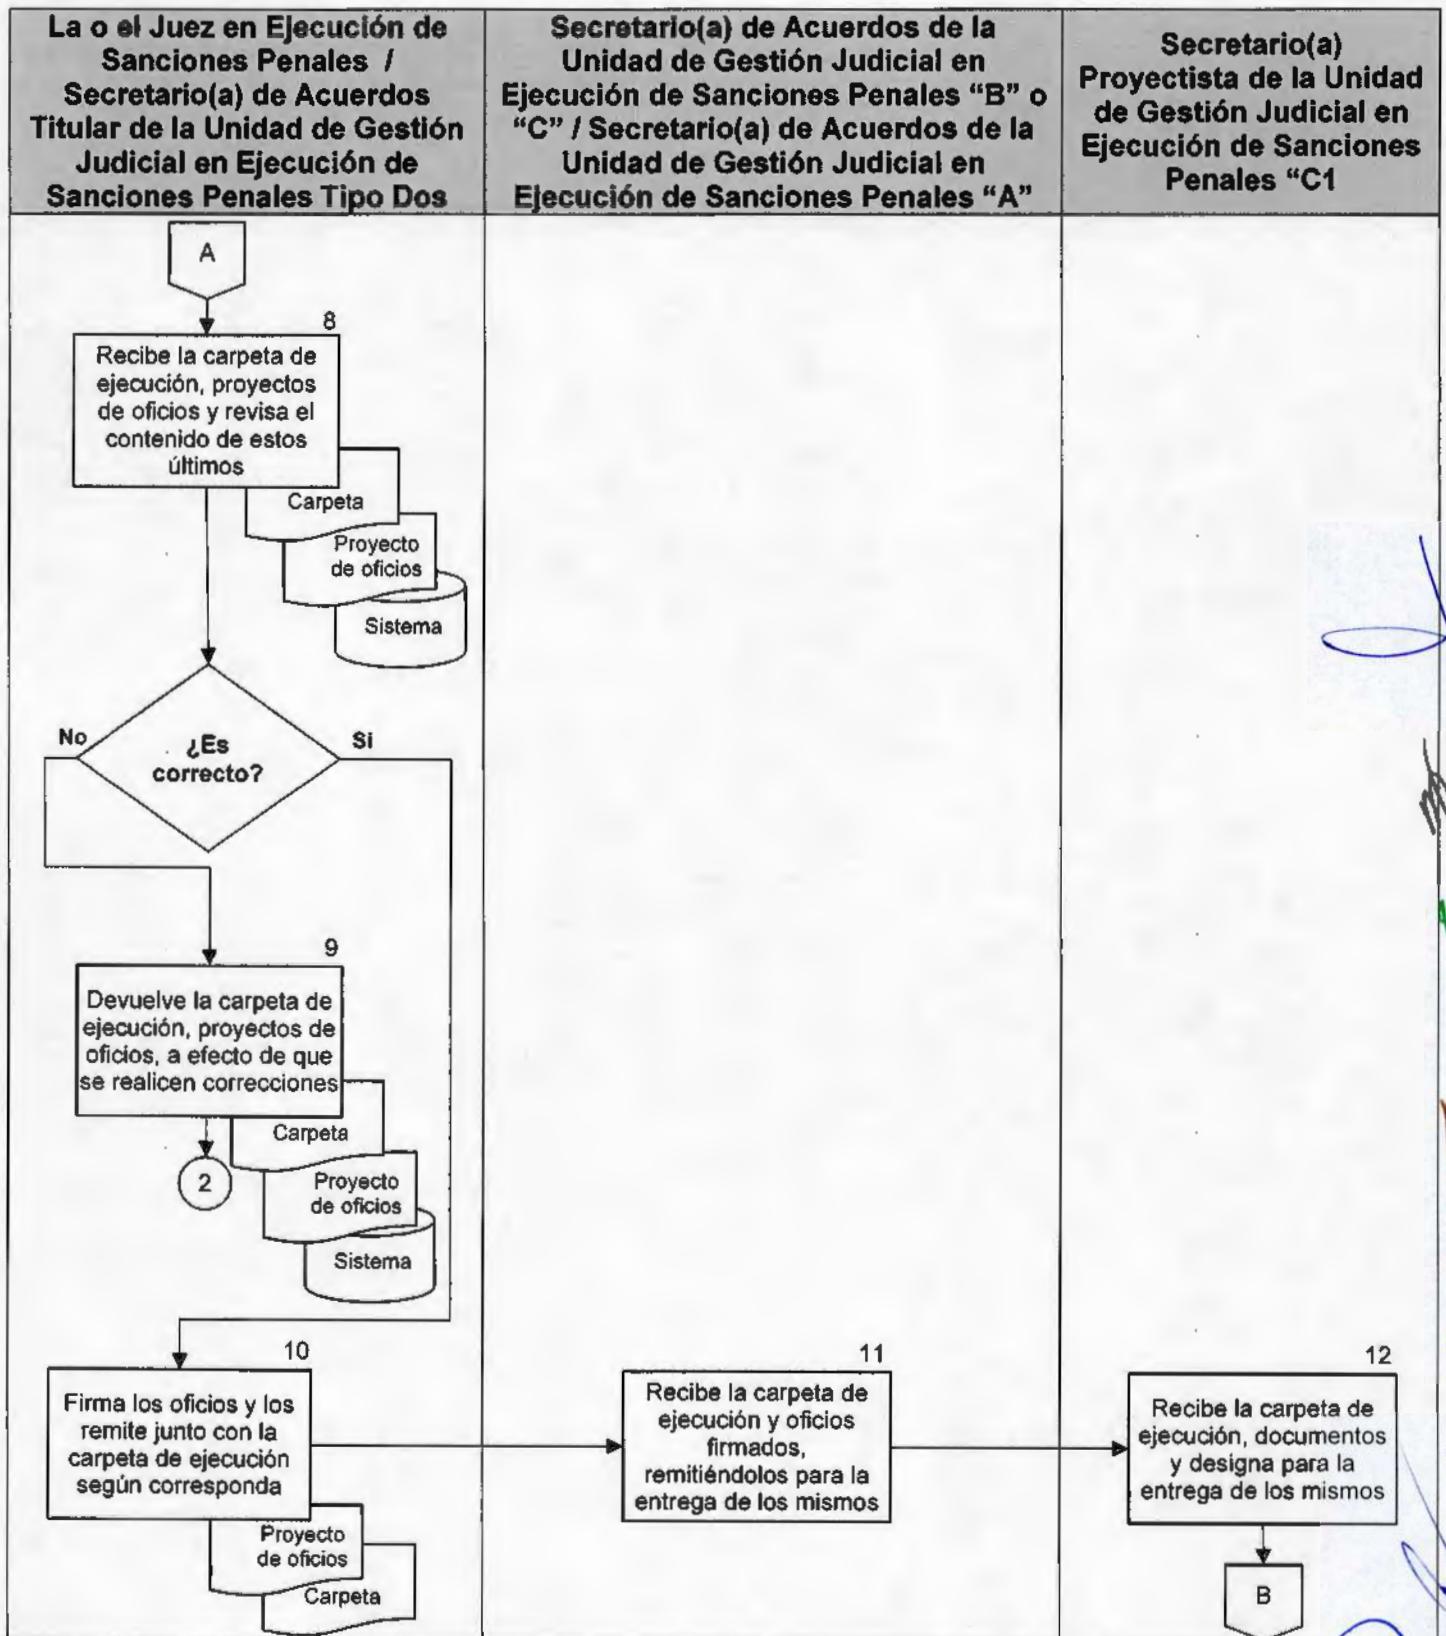 La o el Juez en Ejecución de
Sanciones Penales /
Secretario(a) de Acuerdos
Titular de la Unidad de Gestión
Judicial en Ejecución de
Sanciones Penales Tipo Dos
Secretario(a) de Acuerdos de la
Unidad de Gestión Judicial en
Ejecución de Sanciones Penales “B” o
“C” / Secretario(a) de Acuerdos de la
Unidad de Gestión Judicial en
Ejecución de Sanciones Penales “A”
Secretario(a)
Proyectista de la Unidad
de Gestión Judicial en
Ejecución de Sanciones
Penales “C1
A
8
Recibe la carpeta de
ejecución, proyectos
de oficios y revisa el
contenido de estos
últimos
Carpeta
Proyecto
de oficios
Sistema
No
¿Es
correcto?
Si
9
Devuelve la carpeta de
ejecución, proyectos de
oficios, a efecto de que
se realicen correcciones
Carpeta
2
Proyecto
de oficios
Sistema
10
Firma los oficios y los
remite junto con la
carpeta de ejecución
según corresponda
Proyecto
de oficios
Carpeta
11
Recibe la carpeta de
ejecución y oficios
firmados,
remitiéndolos para la
entrega de los mismos
12
Recibe la carpeta de
ejecución, documentos
y designa para la
entrega de los mismos
B